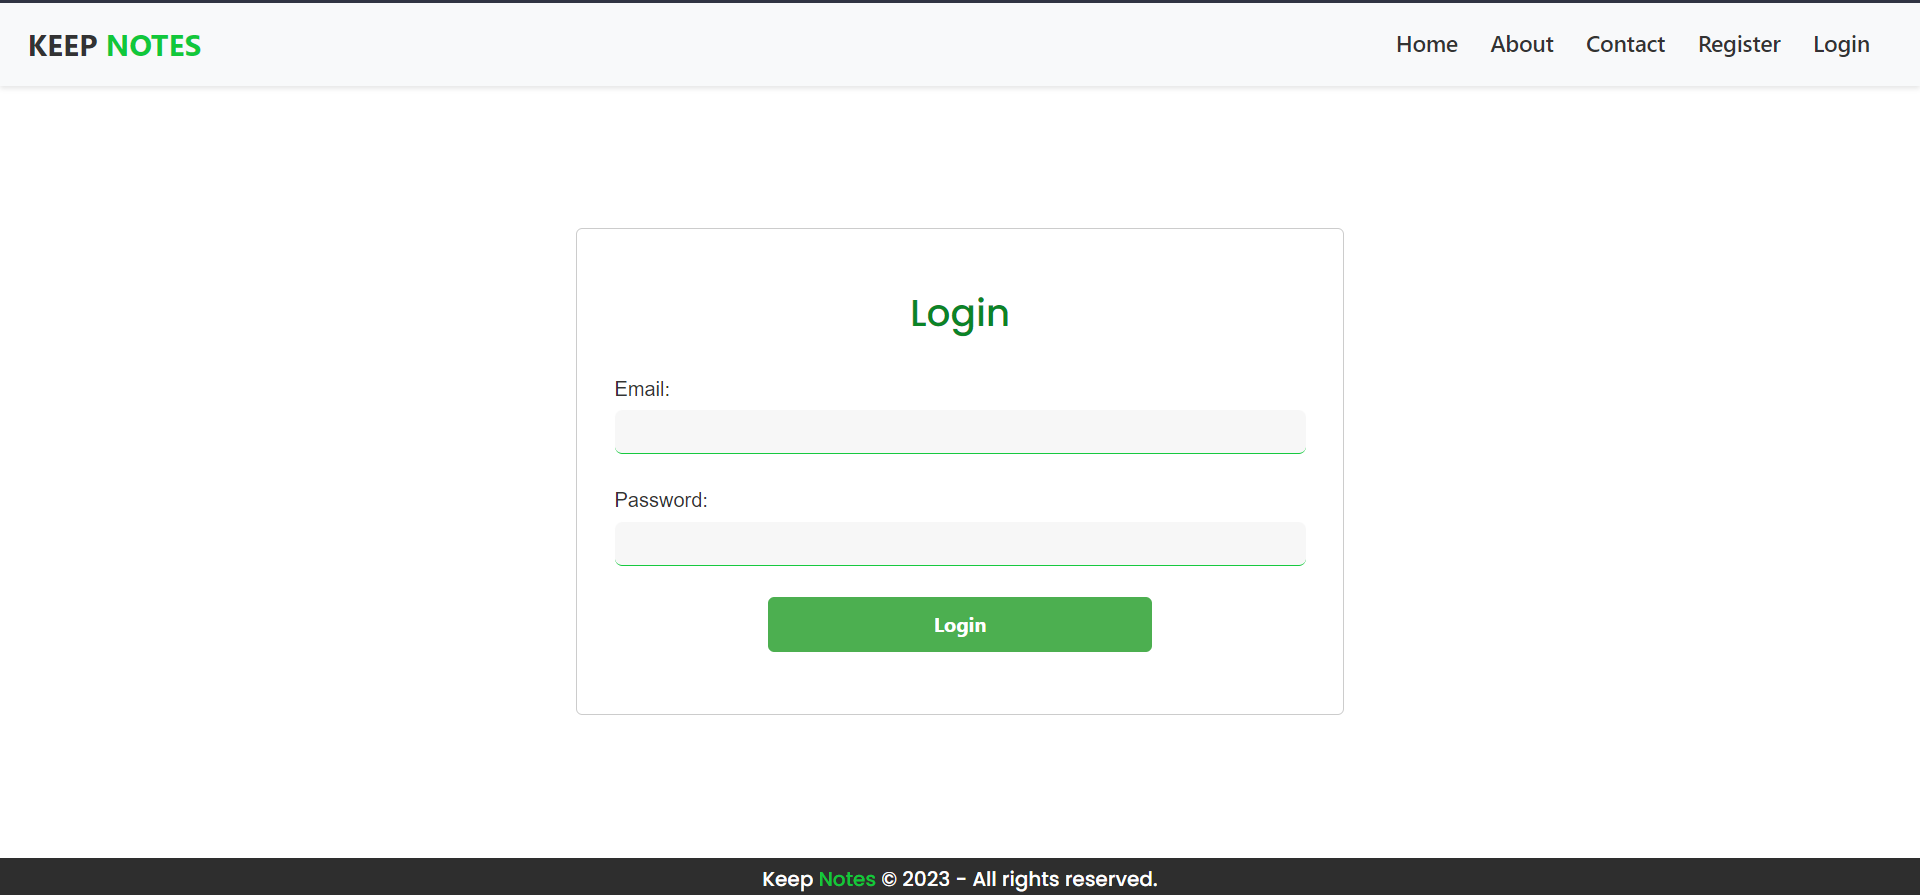 KEEP NOTES Home About Contact Register Login
Login
Email:
Password:
Login
Keep Notes © 2023 - All rights reserved.